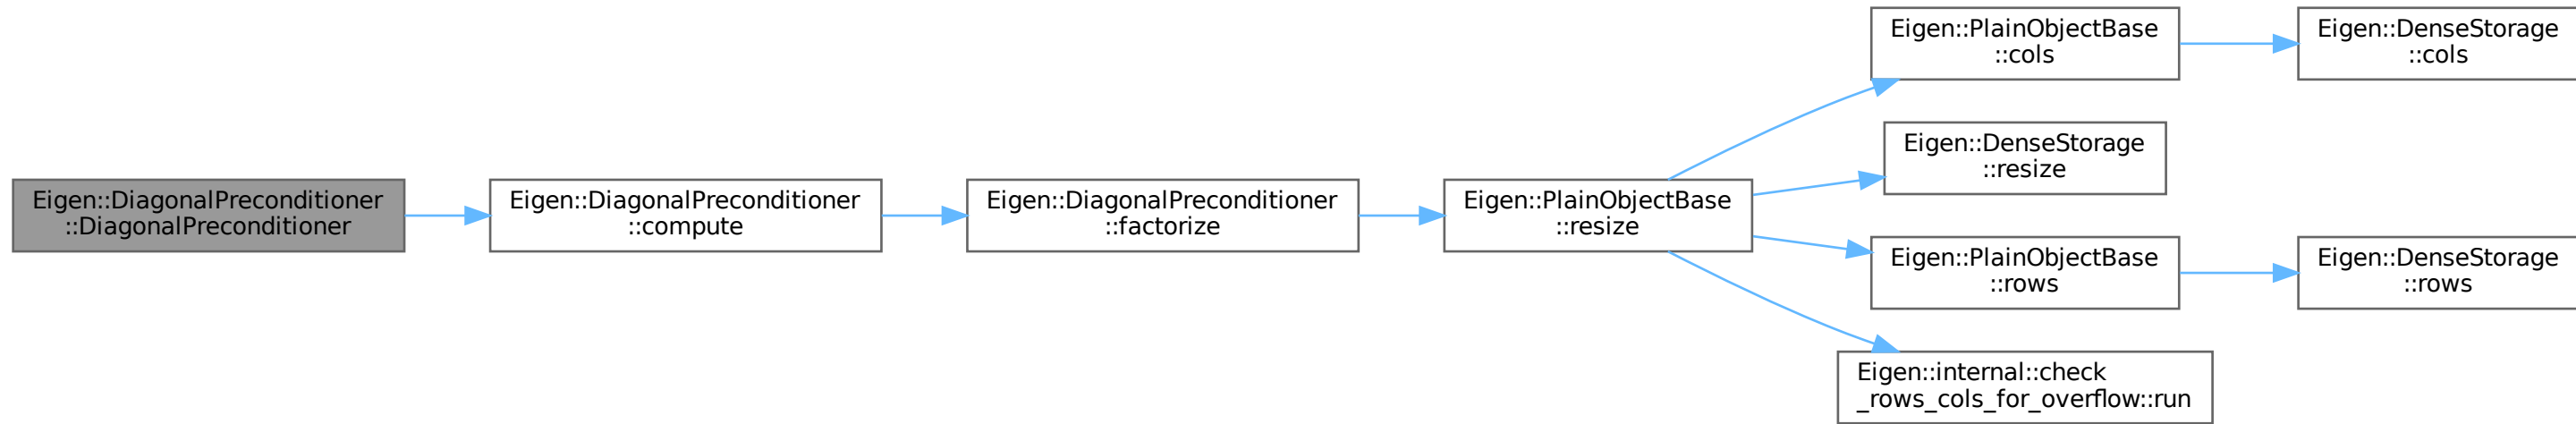 Eigen::DiagonalPreconditioner
::DiagonalPreconditioner
Eigen::DiagonalPreconditioner
::compute
Eigen::DiagonalPreconditioner
::factorize
Eigen::PlainObjectBase
::resize
Eigen::PlainObjectBase
::cols
Eigen::DenseStorage
::cols
Eigen::DenseStorage
::resize
Eigen::PlainObjectBase
::rows
Eigen::DenseStorage
::rows
Eigen::internal::check
_rows_cols_for_overflow::run